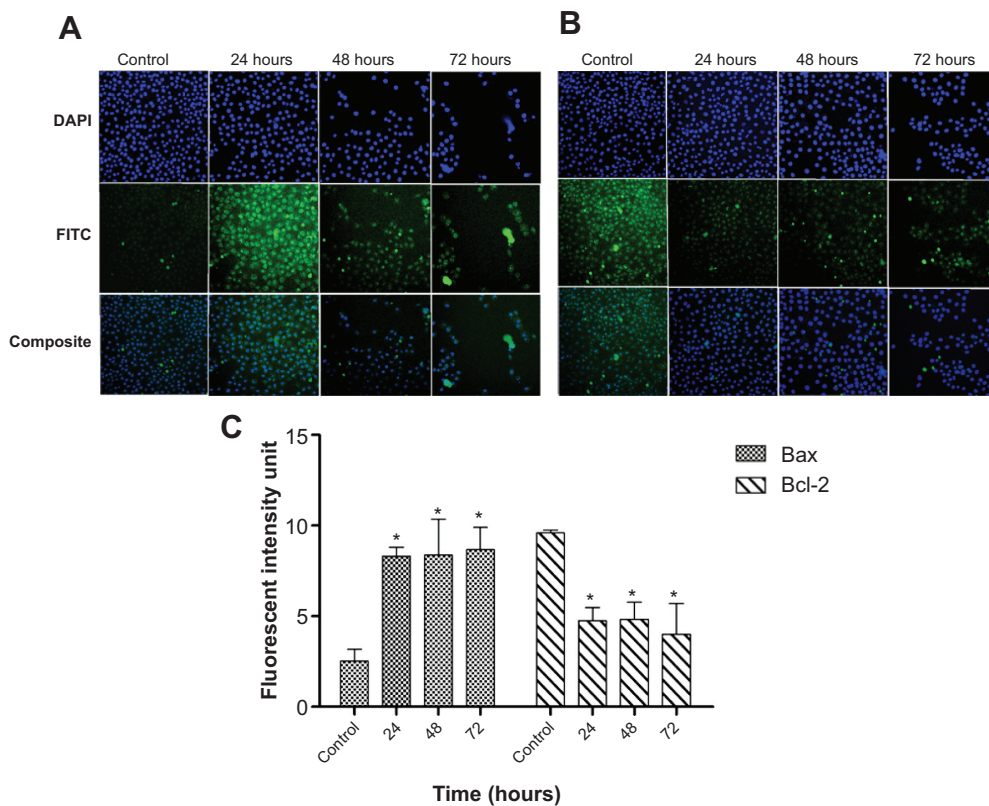 A
B
Control 24 hours 48 hours 72 hours
Control 24 hours 48 hours 72 hours
DAPI
FITC
Composite
C
Fluorescent intensity unit
15
10
5
0
* * *
* * *
Bax
Bcl-2
Control 24 48 72 Control 24 48 72
Time (hours)